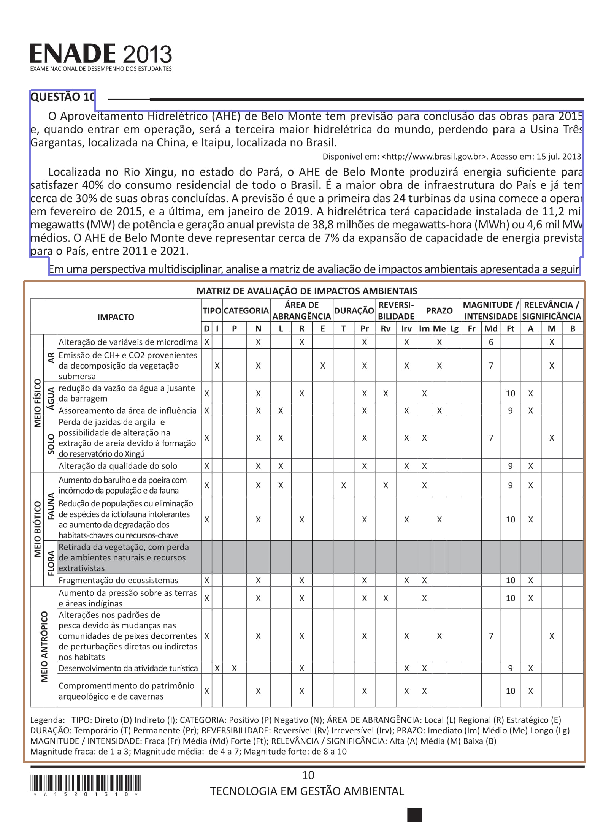 ENADE 2013
EXAME NACIONAL DE DESEMPENHO DOS ESTUDANTES
QUESTÃO 10
O Aproveitamento Hidrelétrico (AHE) de Belo Monte tem previsão para conclusão das obras para 2015
e, quando entrar em operação, será a terceira maior hidrelétrica do mundo, perdendo para a Usina Três
Gargantas, localizada na China, e Itaipu, localizada no Brasil.
Disponível em: <http://www.brasil.gov.br>. Acesso em: 15 jul. 2013.
Localizada no Rio Xingu, no estado do Pará, o AHE de Belo Monte produzirá energia suficiente para
satisfazer 40% do consumo residencial de todo o Brasil. É a maior obra de infraestrutura do País e já tem
cerca de 30% de suas obras concluídas. A previsão é que a primeira das 24 turbinas da usina comece a operar
em fevereiro de 2015, e a última, em janeiro de 2019. A hidrelétrica terá capacidade instalada de 11,2 mil
megawatts (MW) de potência e geração anual prevista de 38,8 milhões de megawatts-hora (MWh) ou 4,6 mil MW
médios. O AHE de Belo Monte deve representar cerca de 7% da expansão de capacidade de energia prevista
para o País, entre 2011 e 2021.
Em uma perspectiva multidisciplinar, analise a matriz de avaliação de impactos ambientais apresentada a seguir.
MATRIZ DE AVALIAÇÃO DE IMPACTOS AMBIENTAIS
IMPACTO TIPO CATEGORIA ÁREA DE ABRANGÊNCIA DURAÇÃO REVERSI-BILIDADE PRAZO MAGNITUDE / INTENSIDADE RELEVÂNCIA / SIGNIFICÂNCIA
D I P N L R E T Pr Rv Irv Im Me Lg Fr Md Ft A M B
MEIO FÍSICO
AR
Alteração de variáveis de microclima X X X X X X 6 X
Emissão de CH4 e CO2 provenientes
da decomposição da vegetação
submersa X X X X X X 7 X
ÁGUA
redução da vazão da água a jusante
da barragem X X X X X X 10 X
Assoreamento da área de influência X X X X X X 9 X
SOLO
Perda de jazidas de argila e
possibilidade de alteração na
extração de areia devido à formação
do reservatório do Xingú X X X X X X 7 X
Alteração da qualidade do solo X X X X X X 9 X
MEIO BIÓTICO
FAUNA
Aumento do barulho e da poeira com
incômodo da população e da fauna X X X X X X 9 X
Redução de populações ou eliminação
de espécies da ictiofauna intolerantes
ao aumento da degradação dos
habitats-chaves ou recursos-chave X X X X X X 10 X
FLORA
Retirada da vegetação, com perda
de ambientes naturais e recursos
extrativistas
Fragmentação do ecossistemas X X X X X X 10 X
MEIO ANTRÓPICO
Aumento da pressão sobre as terras
e áreas indíginas X X X X X X 10 X
Alterações nos padrões de
pesca devido às mudanças nas
comunidades de peixes decorrentes
de perturbações diretas ou indiretas
nos habitats X X X X X X 7 X
Desenvolvimento da atividade turística X X X X X 9 X
Comprometimento do patrimônio
arqueológico e de cavernas X X X X X X 10 X
Legenda: TIPO: Direto (D) Indireto (I); CATEGORIA: Positivo (P) Negativo (N); ÁREA DE ABRANGÊNCIA: Local (L) Regional (R) Estratégico (E)
DURAÇÃO: Temporário (T) Permanente (Pr); REVERSIBILIDADE: Reversível (Rv) Irreversível (Irv); PRAZO: Imediato (Im) Médio (Me) Longo (Lg)
MAGNITUDE / INTENSIDADE: Fraca (Fr) Média (Md) Forte (Ft); RELEVÂNCIA / SIGNIFICÂNCIA: Alta (A) Média (M) Baixa (B)
Magnitude fraca: de 1 a 3; Magnitude média: de 4 a 7; Magnitude forte: de 8 a 10
10
TECNOLOGIA EM GESTÃO AMBIENTAL